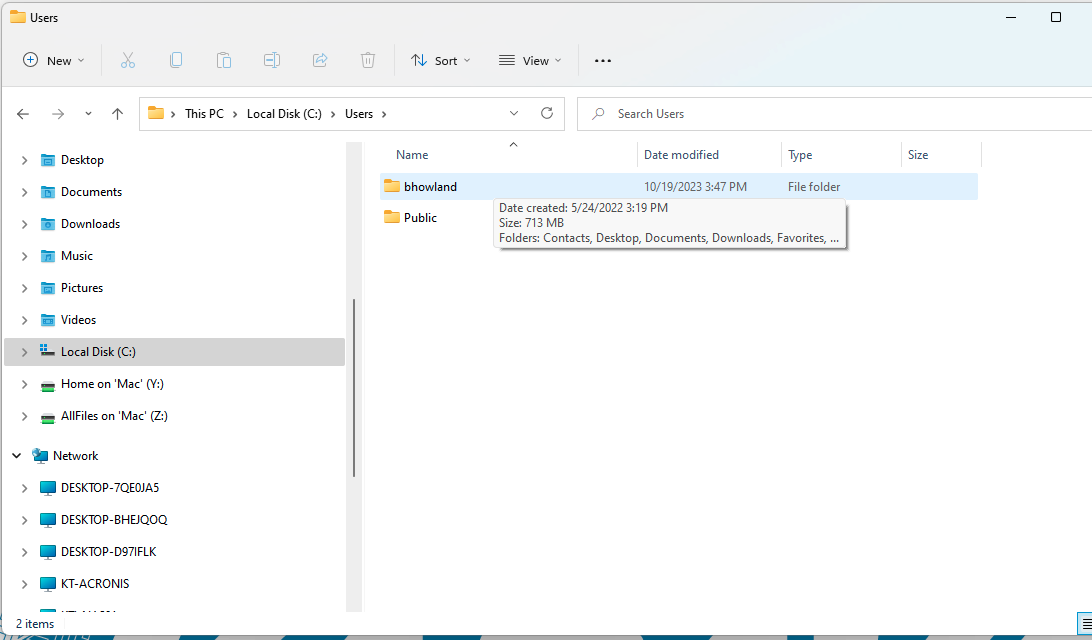 Users
New
Sort
View
This PC
Local Disk (C:)
Users
Search Users
Desktop
Documents
Downloads
Music
Pictures
Videos
Local Disk (C:)
Home on 'Mac' (Y:)
AllFiles on 'Mac' (Z:)
Network
DESKTOP-7QE0JA5
DESKTOP-BHEJQOQ
DESKTOP-D97IFLK
KT-ACRONIS
Name Date modified Type Size
bhowland 10/19/2023 3:47 PM File folder
Public
Date created: 5/24/2022 3:19 PM
Size: 713 MB
Folders: Contacts, Desktop, Documents, Downloads, Favorites, ...
2 items